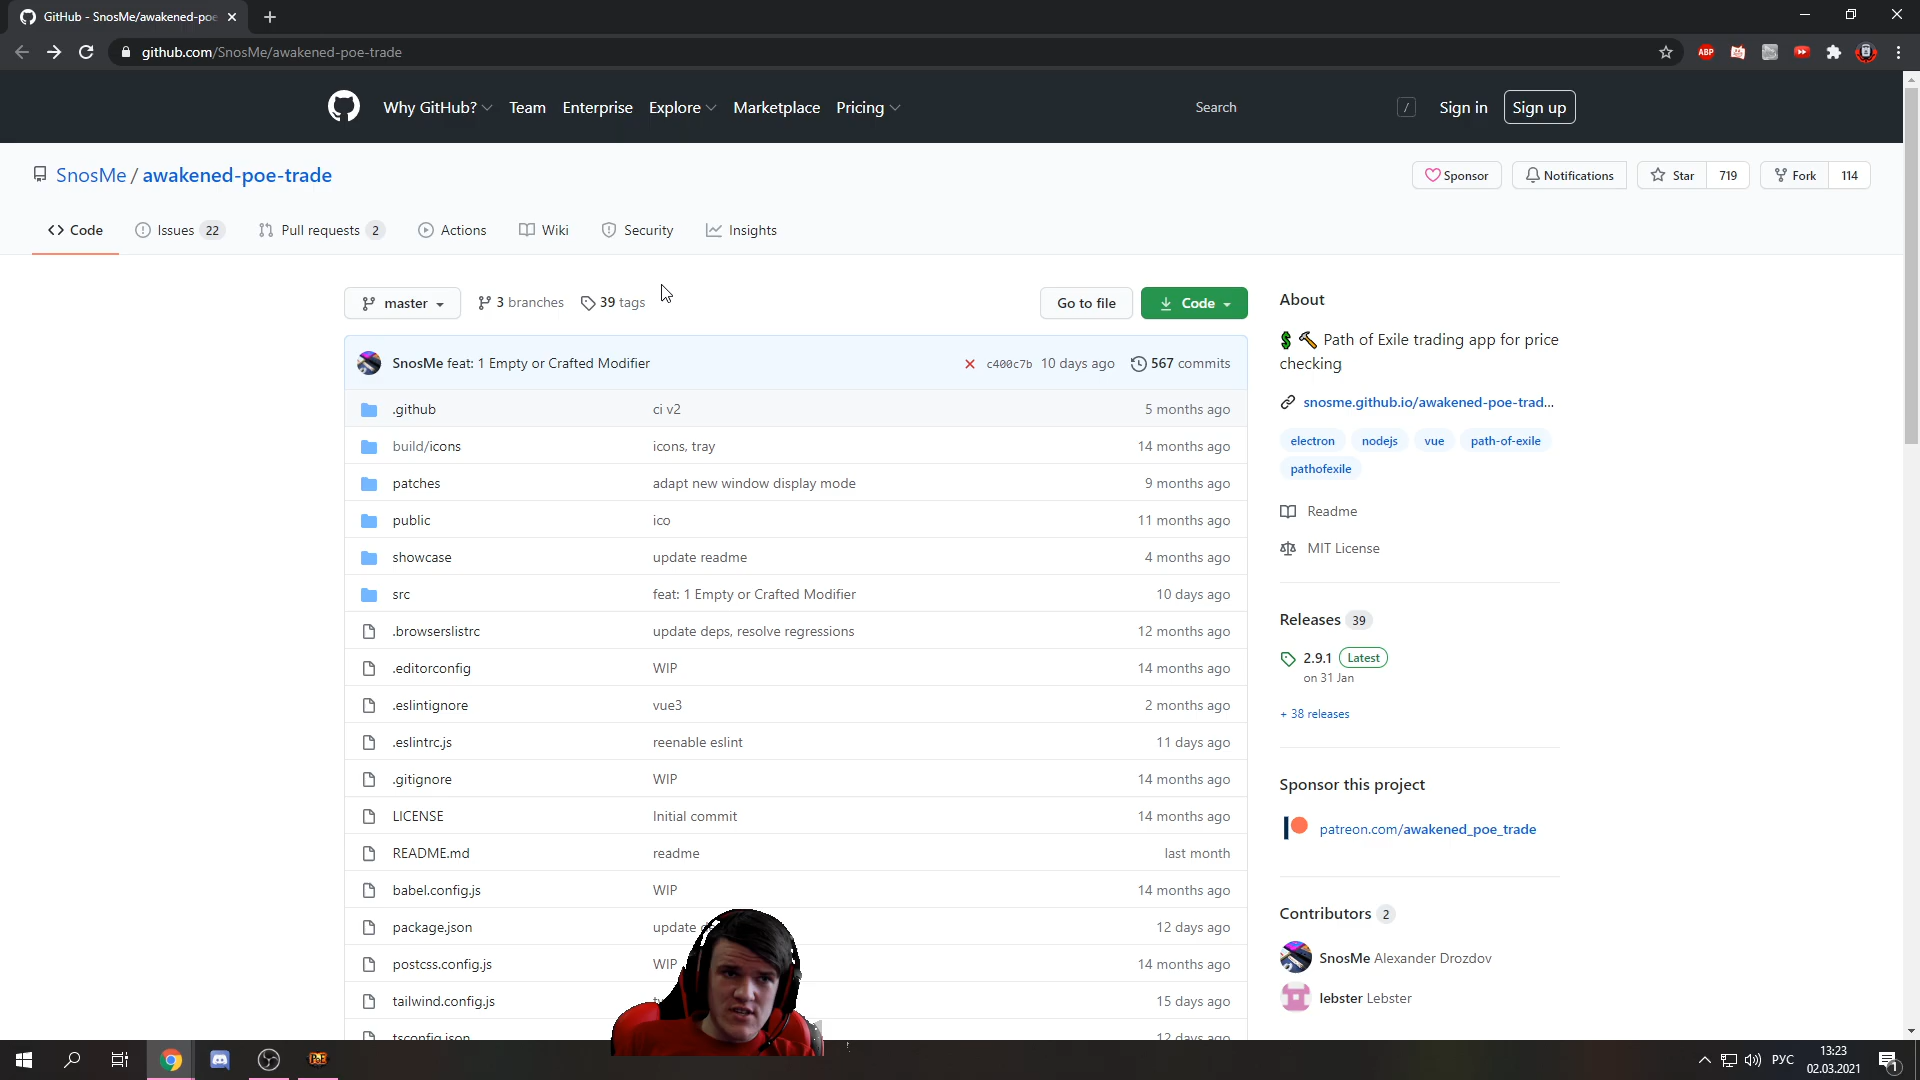 GitHub - SnosMe/awakened-poe
github.com/SnosMe/awakened-poe-trade
ABP
Why GitHub? Team Enterprise Explore Marketplace Pricing
Search /
Sign in Sign up
SnosMe / awakened-poe-trade
Sponsor Notifications Star 719 Fork 114
Code Issues 22 Pull requests 2 Actions Wiki Security Insights
master 3 branches 39 tags Go to file Code
SnosMe feat: 1 Empty or Crafted Modifier c400c7b 10 days ago 567 commits
.github ci v2 5 months ago
build/icons icons, tray 14 months ago
patches adapt new window display mode 9 months ago
public ico 11 months ago
showcase update readme 4 months ago
src feat: 1 Empty or Crafted Modifier 10 days ago
.browserslistrc update deps, resolve regressions 12 months ago
.editorconfig WIP 14 months ago
.eslintignore vue3 2 months ago
.eslintrc.js reenable eslint 11 days ago
.gitignore WIP 14 months ago
LICENSE Initial commit 14 months ago
README.md readme last month
babel.config.js WIP 14 months ago
package.json update 12 days ago
postcss.config.js WIP 14 months ago
tailwind.config.js 15 days ago
tsconfig.json 12 days ago
About
Path of Exile trading app for price
checking
snosme.github.io/awakened-poe-trad...
electron nodejs vue path-of-exile
pathofexile
Readme
MIT License
Releases 39
2.9.1 Latest
on 31 Jan
+ 38 releases
Sponsor this project
patreon.com/awakened_poe_trade
Contributors 2
SnosMe Alexander Drozdov
lebster Lebster
PoE
РУС
13:23
02.03.2021
1